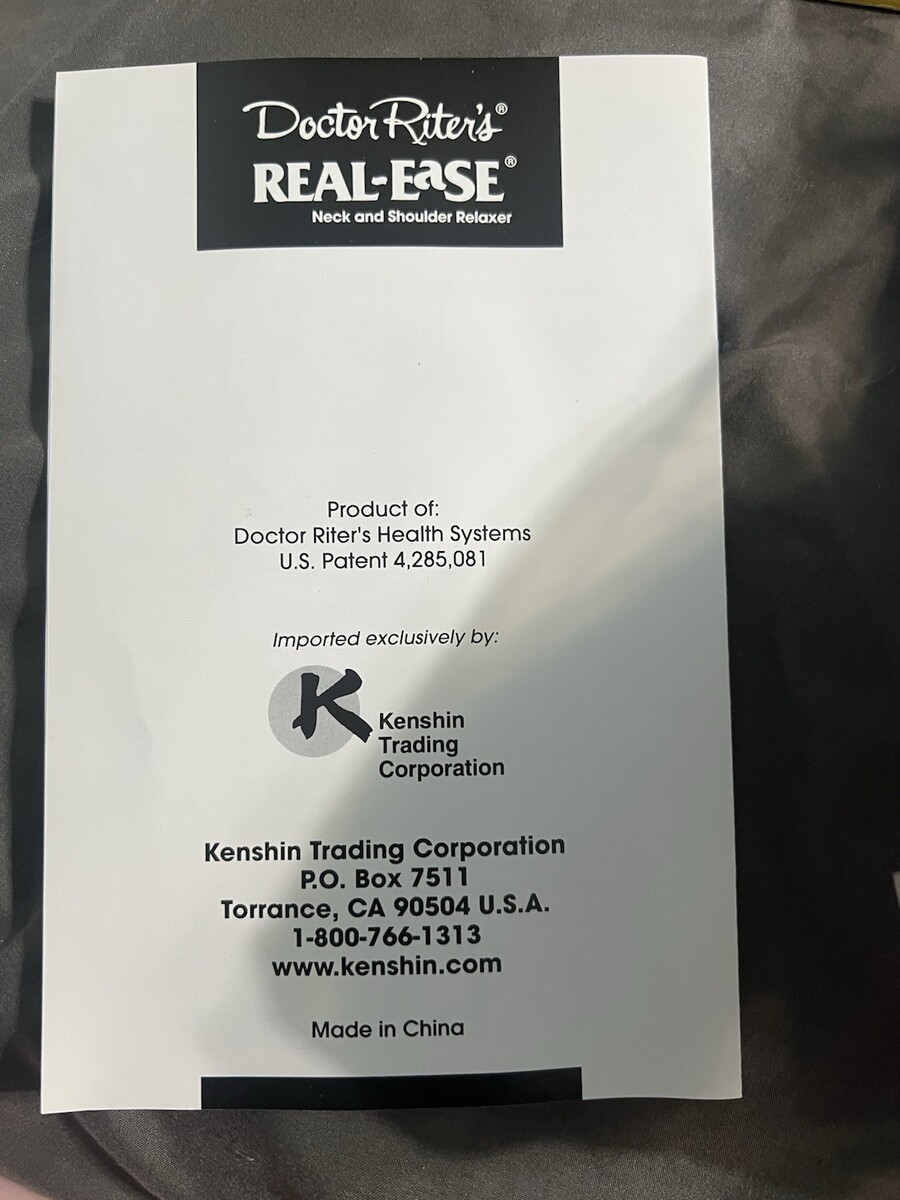 Doctor Riter's®
REAL-EaSE®
Neck and Shoulder Relaxer
Product of:
Doctor Riter's Health Systems
U.S. Patent 4,285,081
Imported exclusively by:
K
Kenshin
Trading
Corporation
Kenshin Trading Corporation
P.O. Box 7511
Torrance, CA 90504 U.S.A.
1-800-766-1313
www.kenshin.com
Made in China